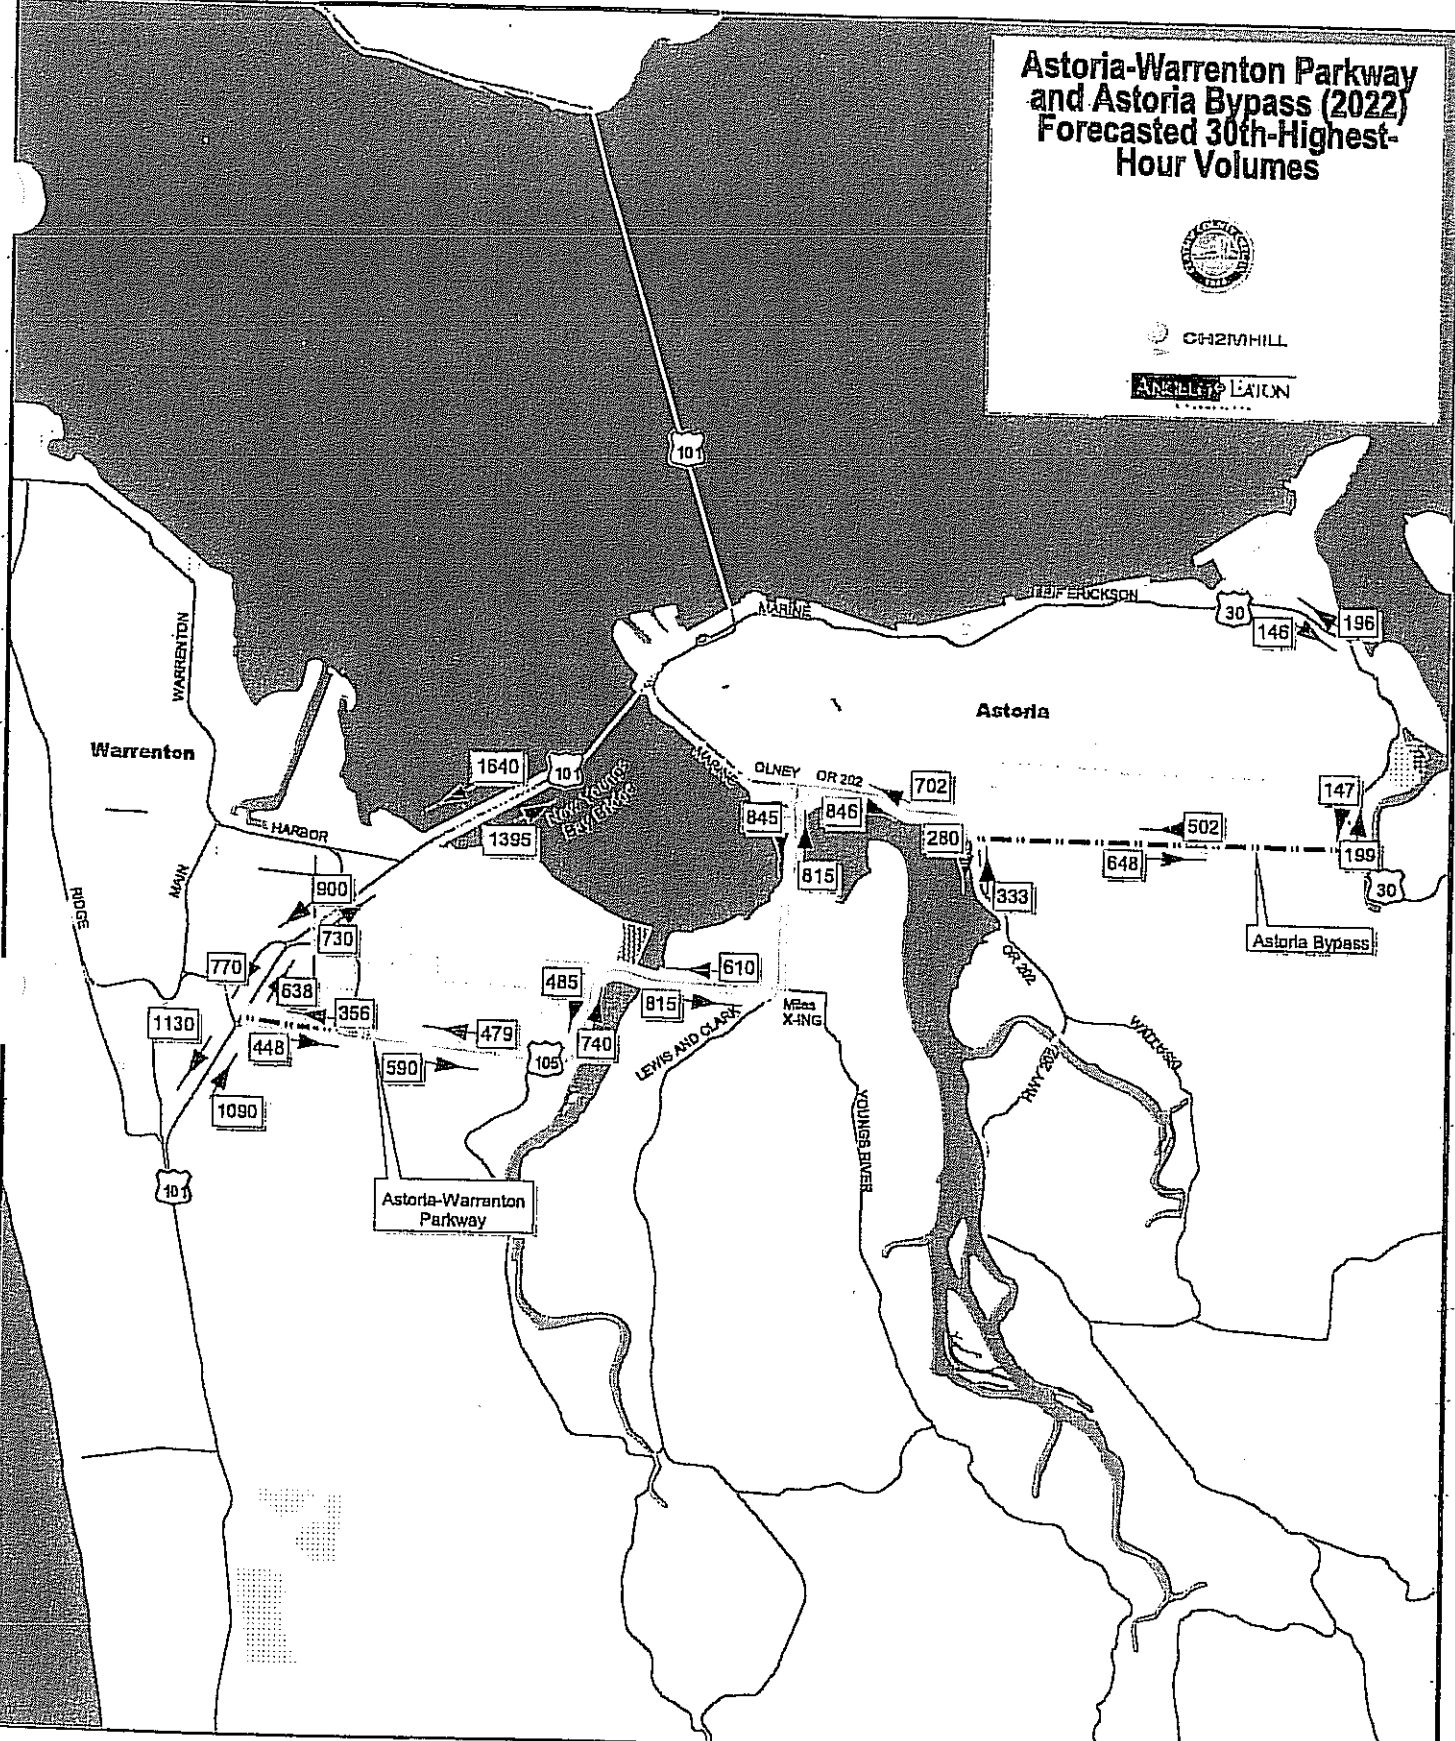 Astoria-Warrenton Parkway
and Astoria Bypass (2022)
Forecasted 30th-Highest-
Hour Volumes
CH2MHILL
EATON
101
MARINE
LEIF ERICKSON
30
196
146
WARRENTON
Astoria
Warrenton
1640
101
MARINE
OLNEY
OR 202
702
147
845
846
E HARBOR
1395
280
502
648
199
MAIN
815
30
RIDGE
900
333
730
Astoria Bypass
770
610
OR 202
638
485
815
Miles
X-ING
356
1130
479
LEWIS AND CLARK
448
740
590
105
HWY 202
1090
YOUNGS RIVER
101
Astoria-Warrenton
Parkway